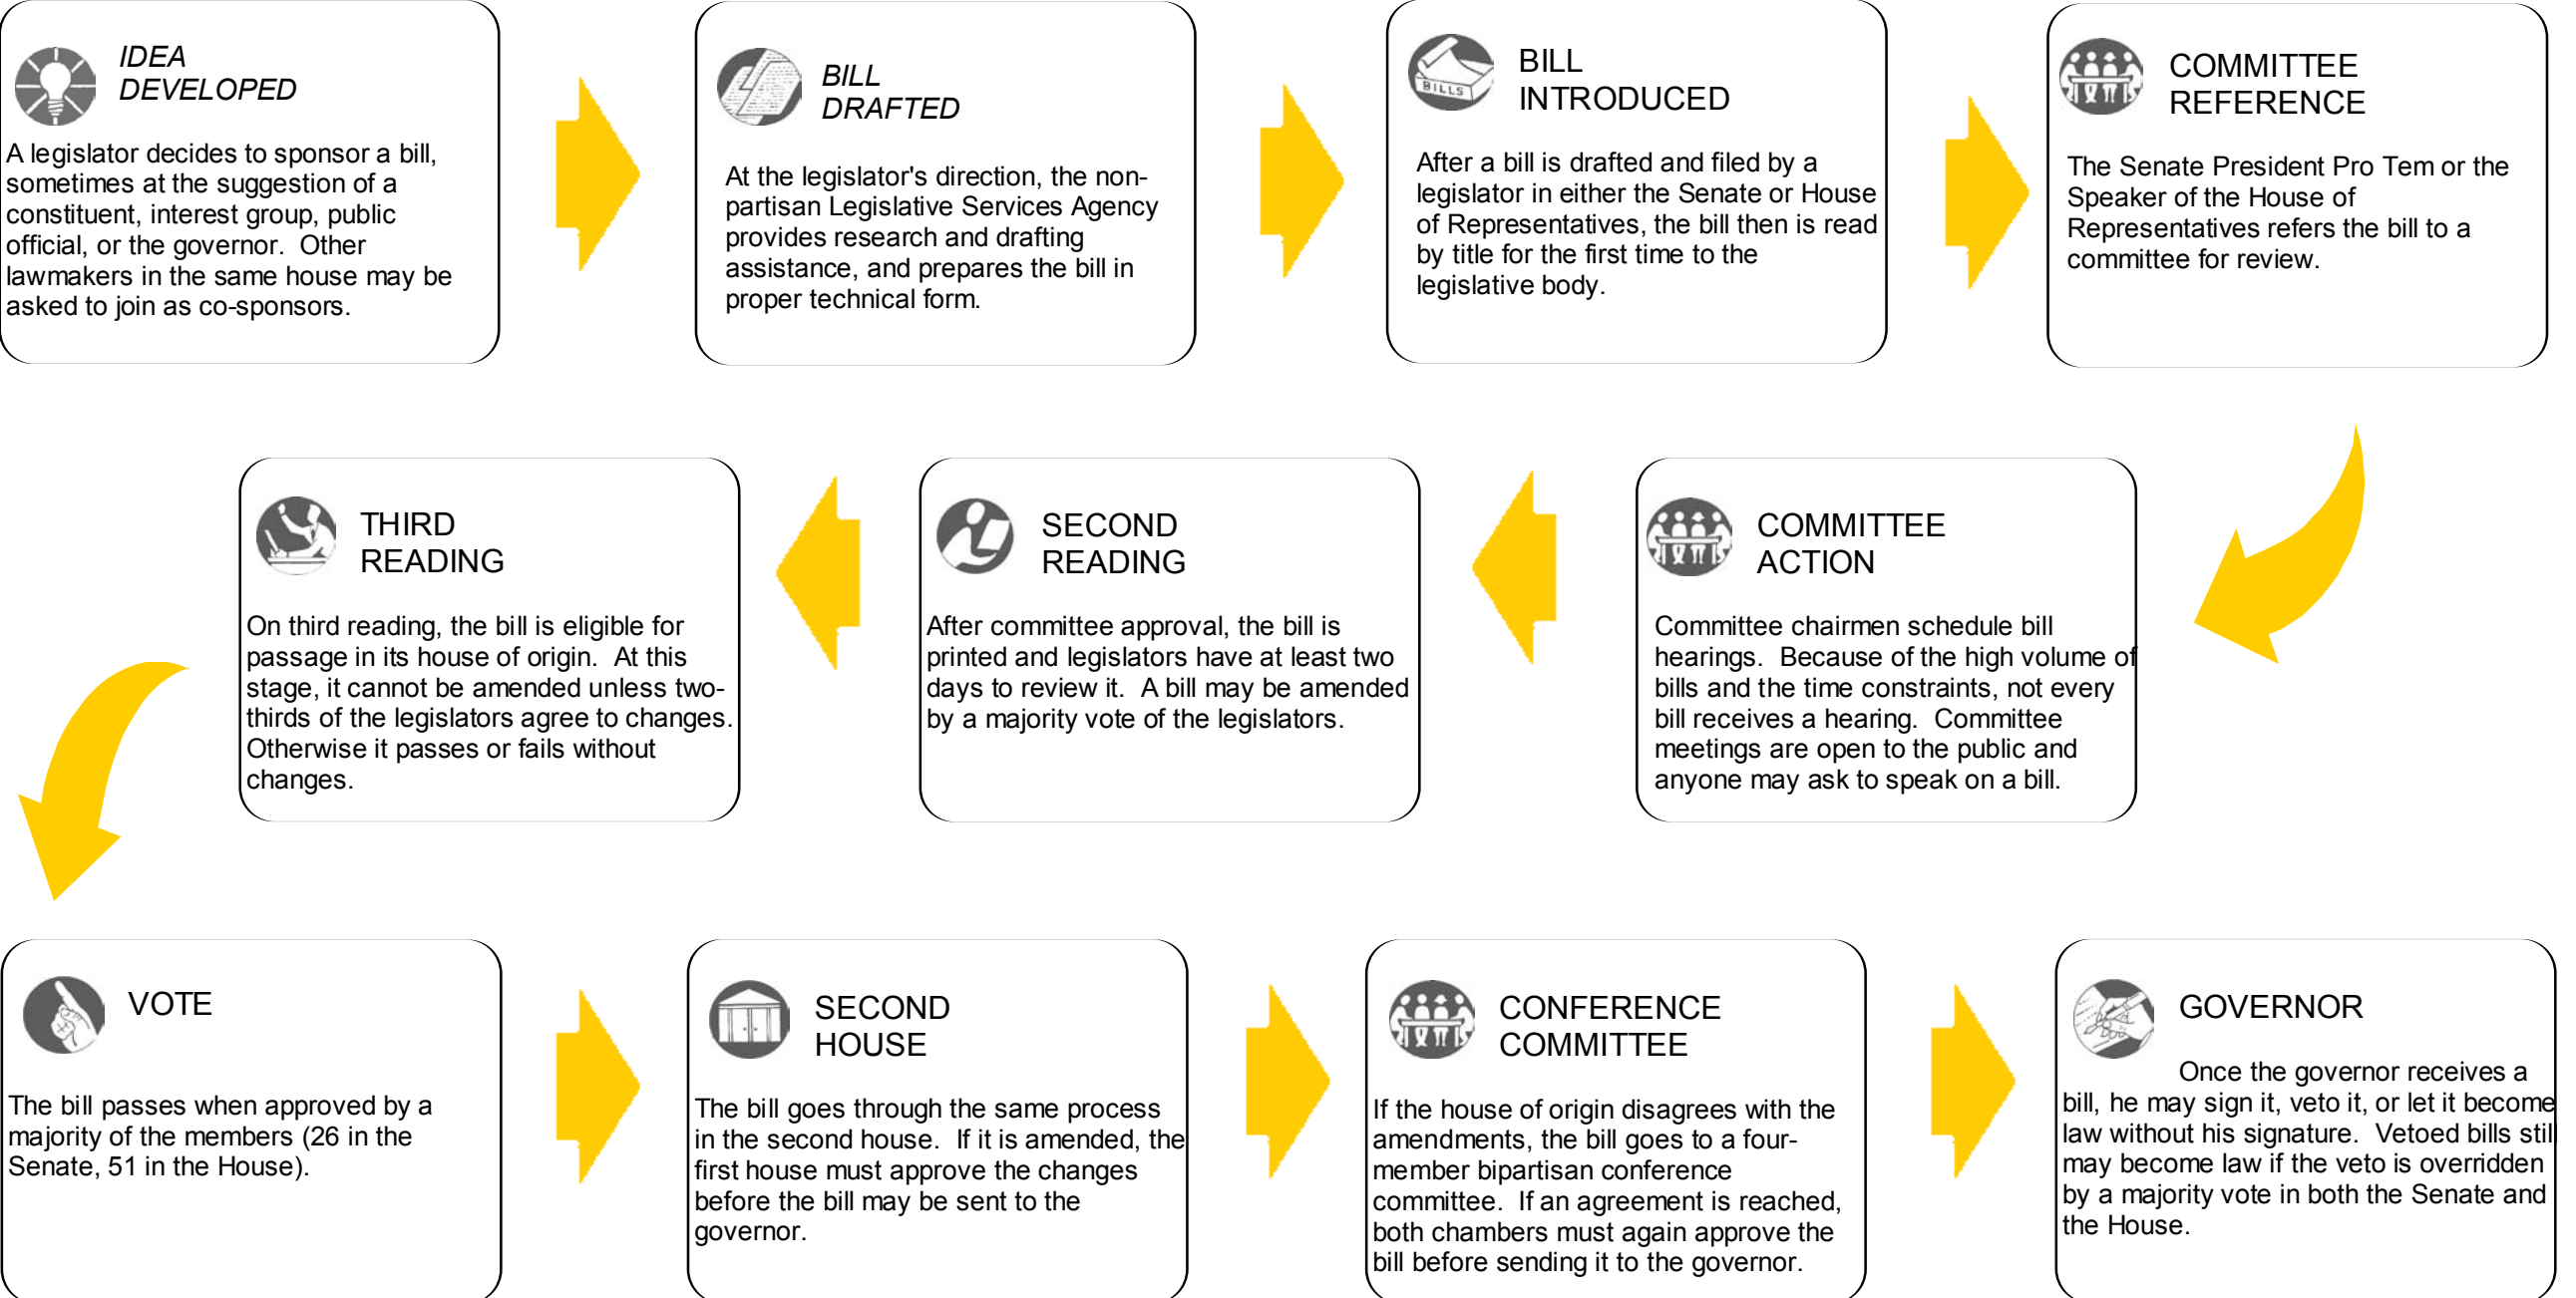 IDEA
DEVELOPED
A legislator decides to sponsor a bill,
sometimes at the suggestion of a
constituent, interest group, public
official, or the governor.  Other
lawmakers in the same house may be
asked to join as co-sponsors.
BILL
DRAFTED
At the legislator's direction, the non-
partisan Legislative Services Agency
provides research and drafting
assistance, and prepares the bill in
proper technical form.
BILLS
BILL
INTRODUCED
After a bill is drafted and filed by a
legislator in either the Senate or House
of Representatives, the bill then is read
by title for the first time to the
legislative body.
COMMITTEE
REFERENCE
The Senate President Pro Tem or the
Speaker of the House of
Representatives refers the bill to a
committee for review.
COMMITTEE
ACTION
Committee chairmen schedule bill
hearings.  Because of the high volume of
bills and the time constraints, not every
bill receives a hearing.  Committee
meetings are open to the public and
anyone may ask to speak on a bill.
SECOND
READING
After committee approval, the bill is
printed and legislators have at least two
days to review it.  A bill may be amended
by a majority vote of the legislators.
THIRD
READING
On third reading, the bill is eligible for
passage in its house of origin.  At this
stage, it cannot be amended unless two-
thirds of the legislators agree to changes.
Otherwise it passes or fails without
changes.
VOTE
The bill passes when approved by a
majority of the members (26 in the
Senate, 51 in the House).
SECOND
HOUSE
The bill goes through the same process
in the second house.  If it is amended, the
first house must approve the changes
before the bill may be sent to the
governor.
CONFERENCE
COMMITTEE
If the house of origin disagrees with the
amendments, the bill goes to a four-
member bipartisan conference
committee.  If an agreement is reached,
both chambers must again approve the
bill before sending it to the governor.
GOVERNOR
Once the governor receives a
bill, he may sign it, veto it, or let it become
law without his signature.  Vetoed bills still
may become law if the veto is overridden
by a majority vote in both the Senate and
the House.